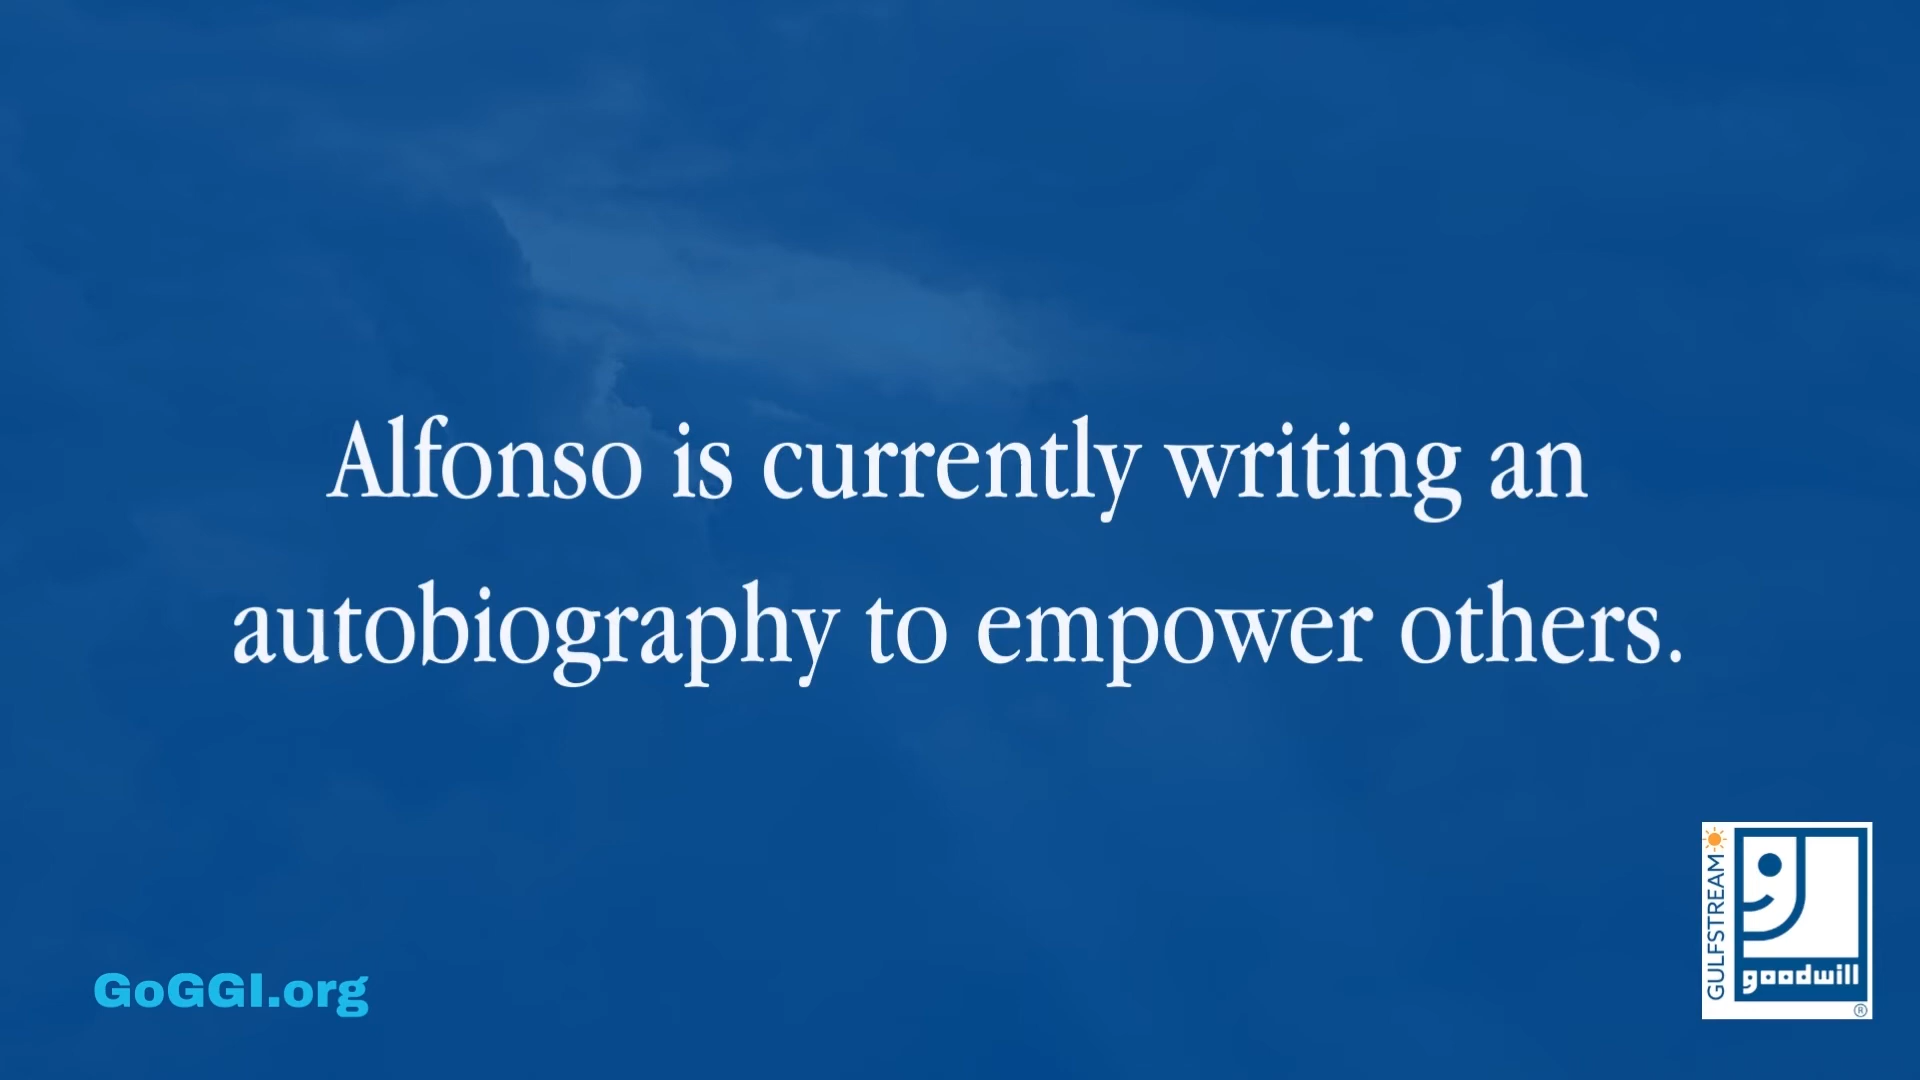 Alfonso is currently writing an
autobiography to empower others.
GoGGI.org
GULFSTREAM
goodwill
®